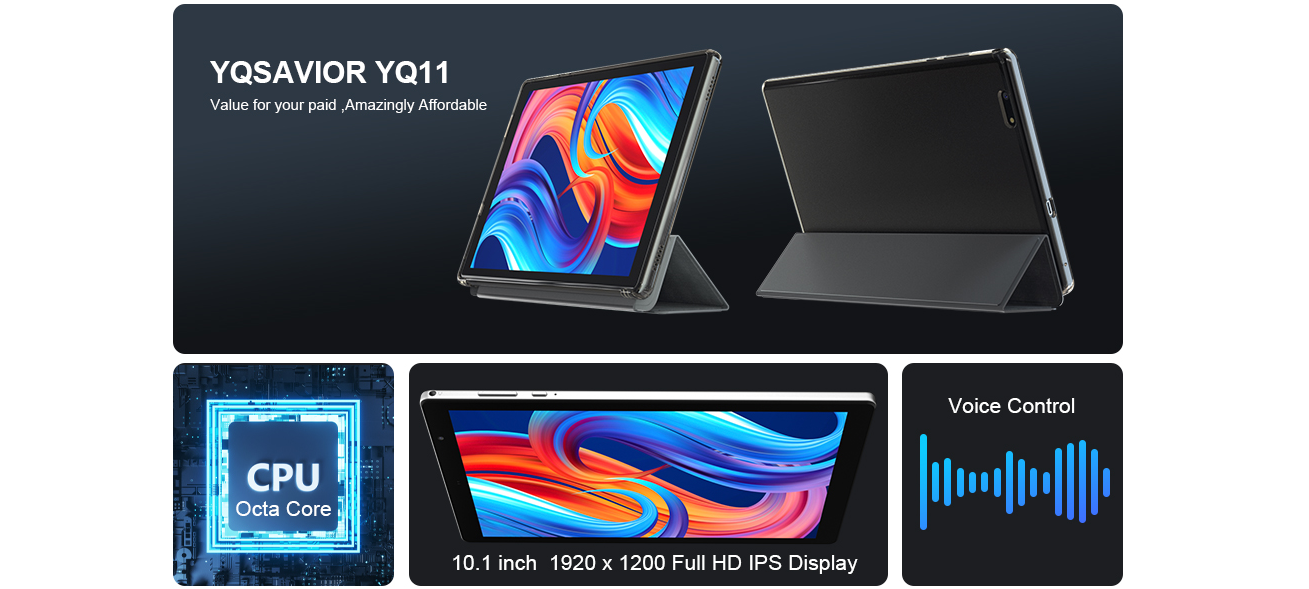 YQSAVIOR YQ11
Value for your paid ,Amazingly Affordable
CPU
Octa Core
10.1 inch  1920 x 1200 Full HD IPS Display
Voice Control